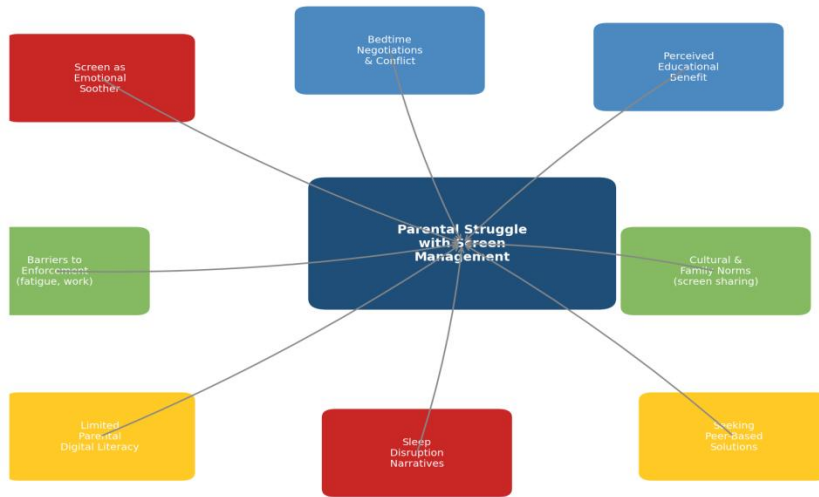 Screen as
Emotional
Soother
Bedtime
Negotiations
& Conflict
Perceived
Educational
Benefit
Parental Struggle
with Screen
Management
Barriers to
Enforcement
(fatigue, work)
Cultural &
Family Norms
(screen sharing)
Limited
Parental
Digital Literacy
Sleep
Disruption
Narratives
Seeking
Peer-Based
Solutions